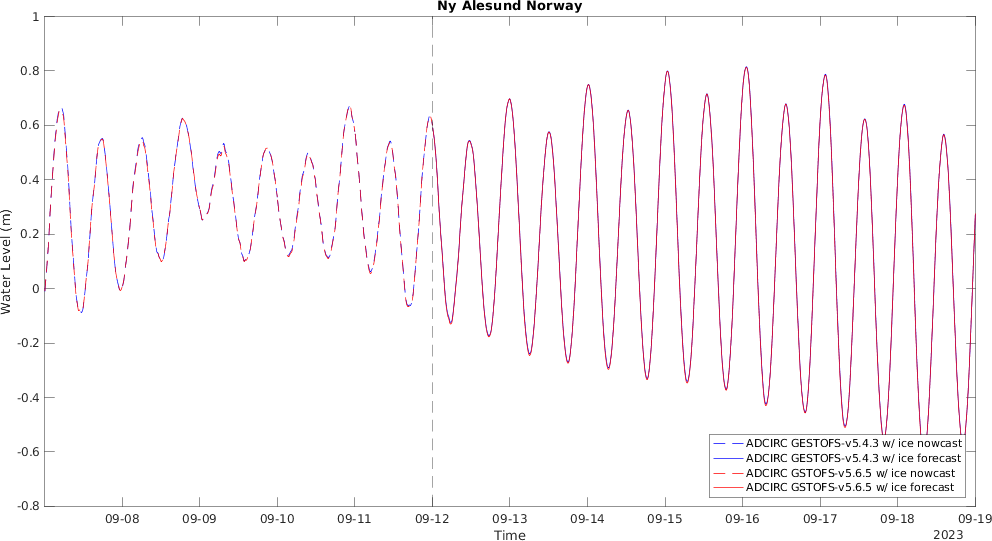 Ny Alesund Norway
1
0.8
0.6
0.4
0.2
0
-0.2
-0.4
-0.6
-0.8
Water Level (m)
ADCIRC GESTOFS-v5.4.3 w/ ice nowcast
ADCIRC GESTOFS-v5.4.3 w/ ice forecast
ADCIRC GSTOFS-v5.6.5 w/ ice nowcast
ADCIRC GSTOFS-v5.6.5 w/ ice forecast
09-08 09-09 09-10 09-11 09-12 09-13 09-14 09-15 09-16 09-17 09-18 09-19
Time
2023